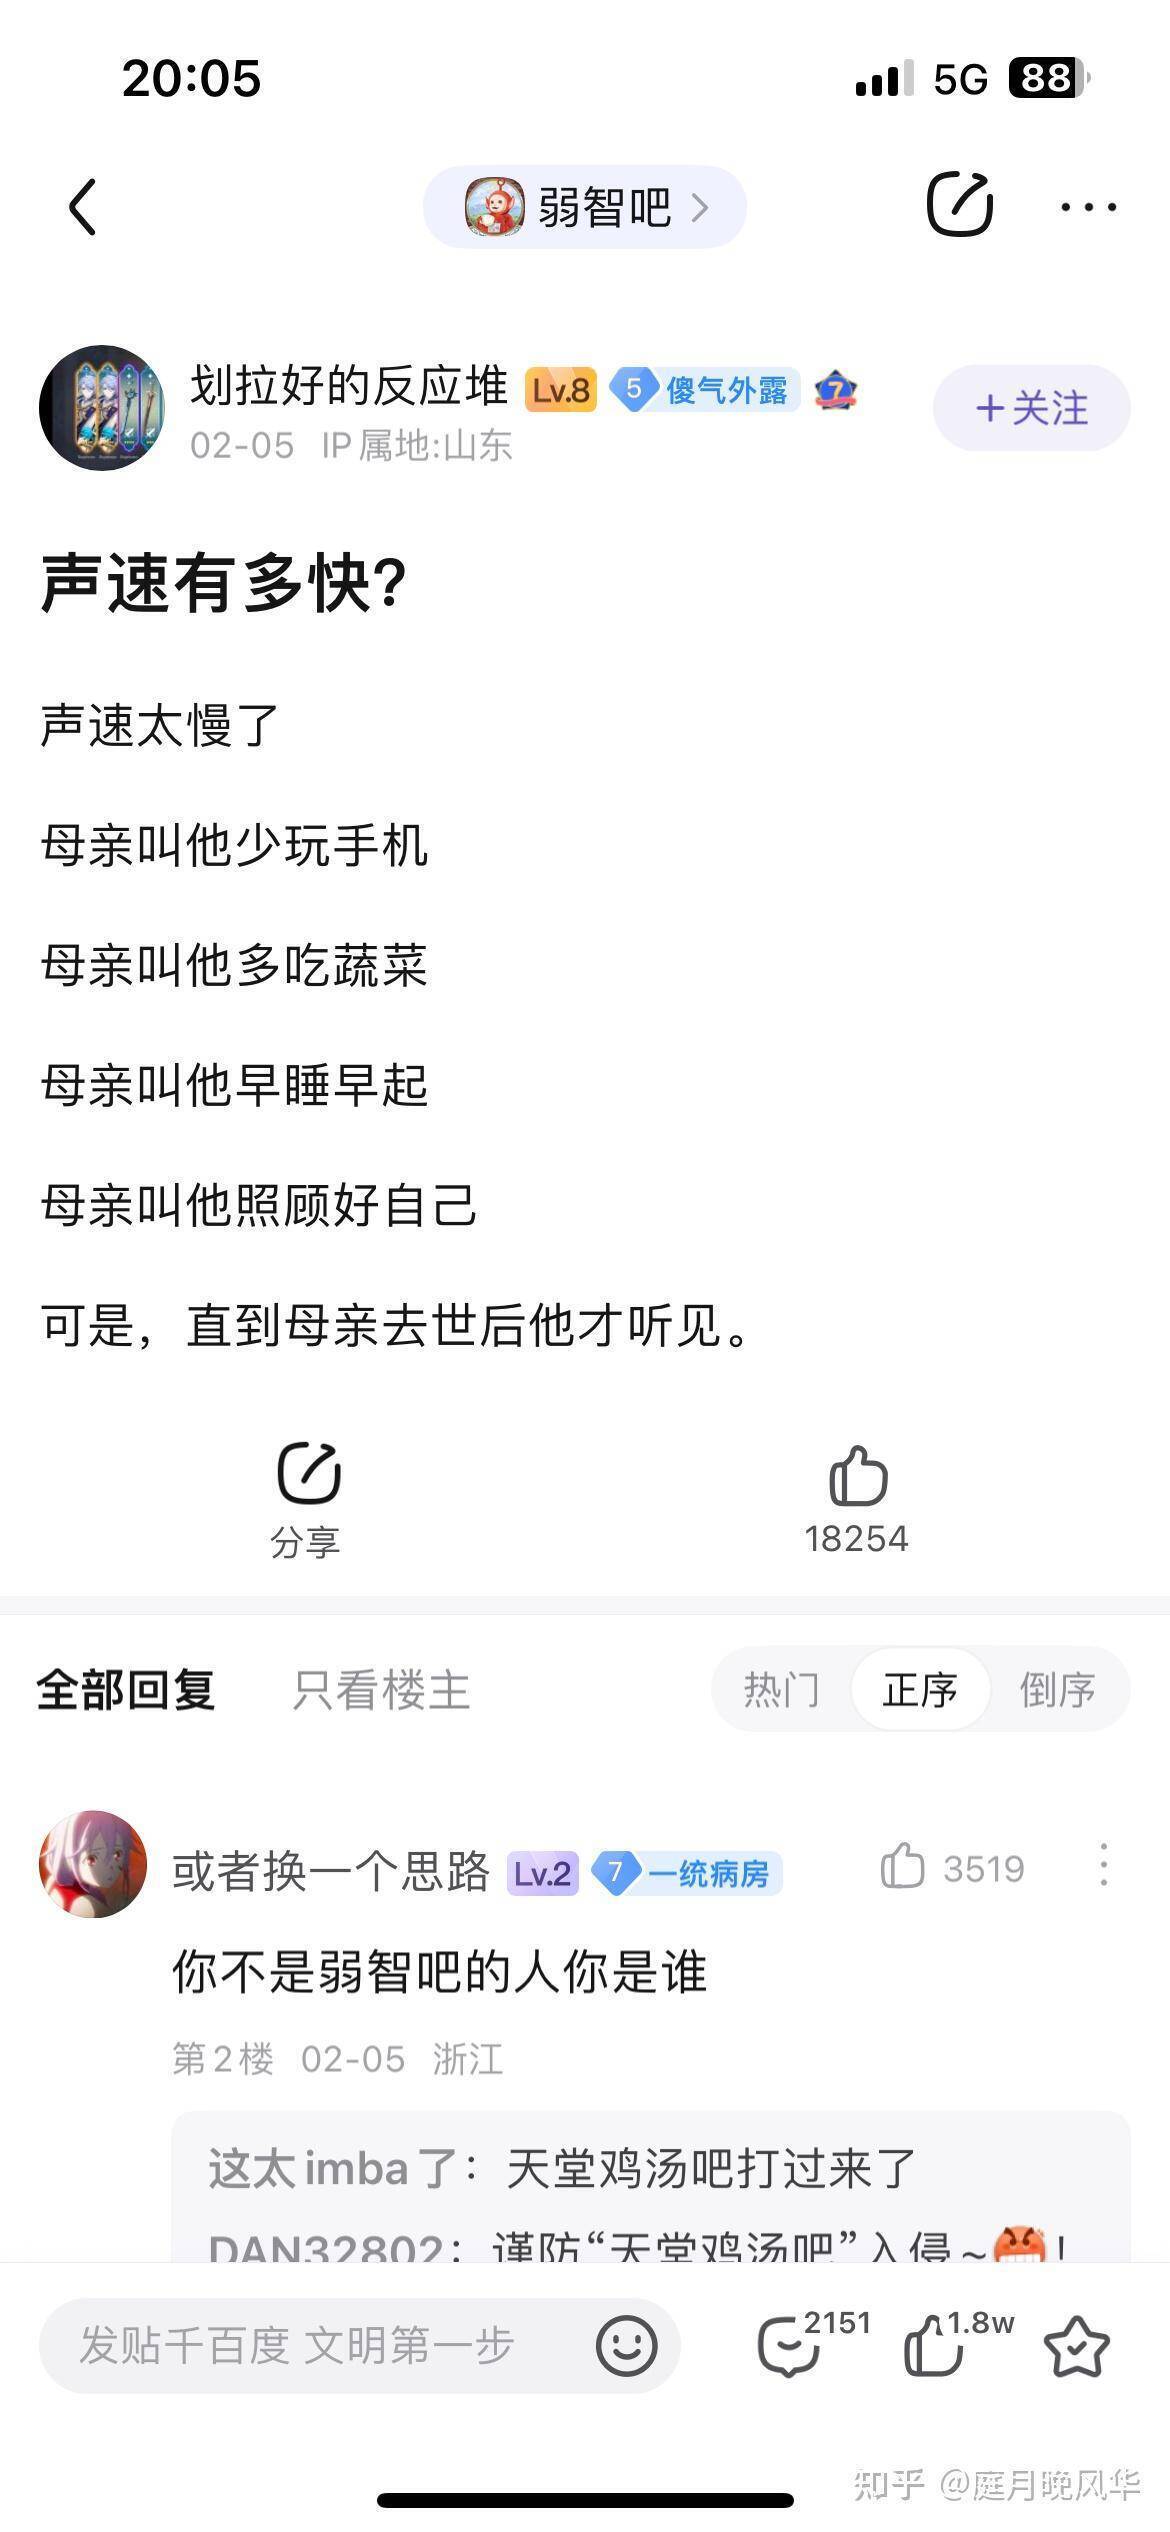 20:05 5G 88
弱智吧
划拉好的反应堆 Lv.8 5 傻气外露 7
+关注
02-05 IP属地:山东
声速有多快?
声速太慢了
母亲叫他少玩手机
母亲叫他多吃蔬菜
母亲叫他早睡早起
母亲叫他照顾好自己
可是，直到母亲去世后他才听见。
分享 18254
全部回复 只看楼主 热门 正序 倒序
或者换一个思路 Lv.2 7 一统病房 3519
你不是弱智吧的人你是谁
第2楼 02-05 浙江
这太imba了：天堂鸡汤吧打过来了
DAN32802：谨防“天堂鸡汤吧”入侵~😡!
发贴千百度 文明第一步 2151 1.8w
知乎 @庭月晚风华